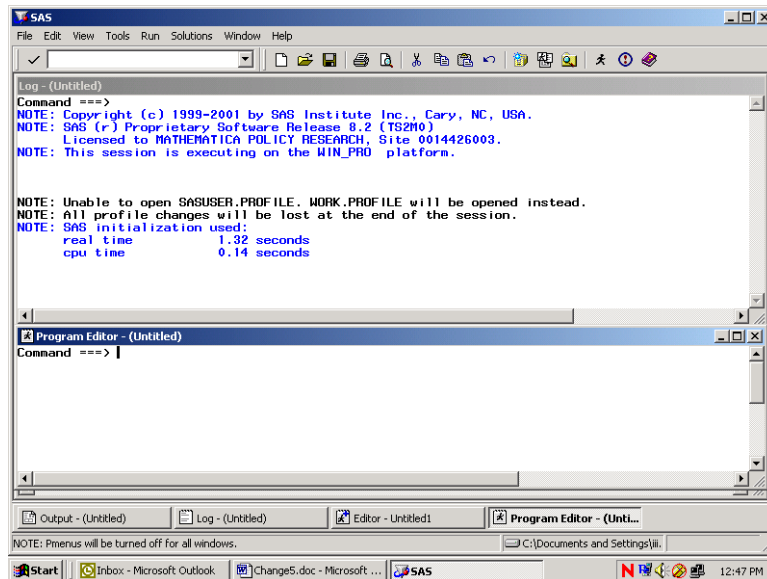 SAS
File Edit View Tools Run Solutions Window Help
Log - (Untitled)
Command ===>
NOTE: Copyright (c) 1999-2001 by SAS Institute Inc., Cary, NC, USA.
NOTE: SAS (r) Proprietary Software Release 8.2 (TS2M0)
Licensed to MATHEMATICA POLICY RESEARCH, Site 0014426003.
NOTE: This session is executing on the WIN_PRO platform.
NOTE: Unable to open SASUSER.PROFILE. WORK.PROFILE will be opened instead.
NOTE: All profile changes will be lost at the end of the session.
NOTE: SAS initialization used:
real time 1.32 seconds
cpu time 0.14 seconds
Program Editor - (Untitled)
Command ===>
Output - (Untitled) Log - (Untitled) Editor - Untitled1 Program Editor - (Unti...
NOTE: Pmenus will be turned off for all windows. C:\Documents and Settings\iii.
Start Inbox - Microsoft Outlook Change5.doc - Microsoft ... SAS N 12:47 PM